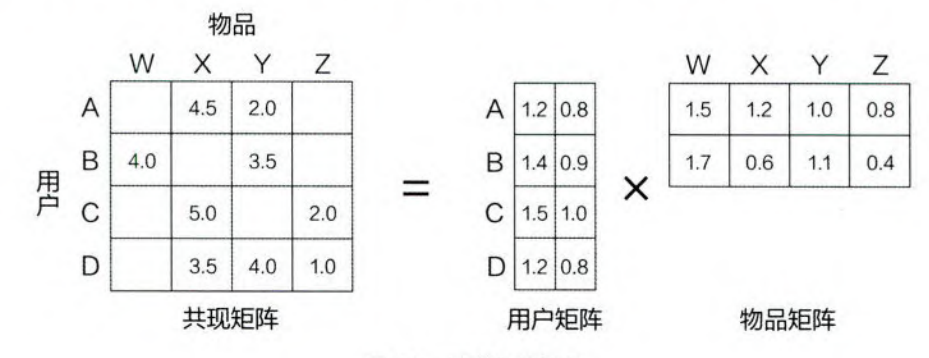 物品
W X Y Z
A 4.5 2.0
B 4.0 3.5
C 5.0 2.0
D 3.5 4.0 1.0
用户
共现矩阵
=
A 1.2 0.8
B 1.4 0.9
C 1.5 1.0
D 1.2 0.8
用户矩阵
×
W X Y Z
1.5 1.2 1.0 0.8
1.7 0.6 1.1 0.4
物品矩阵